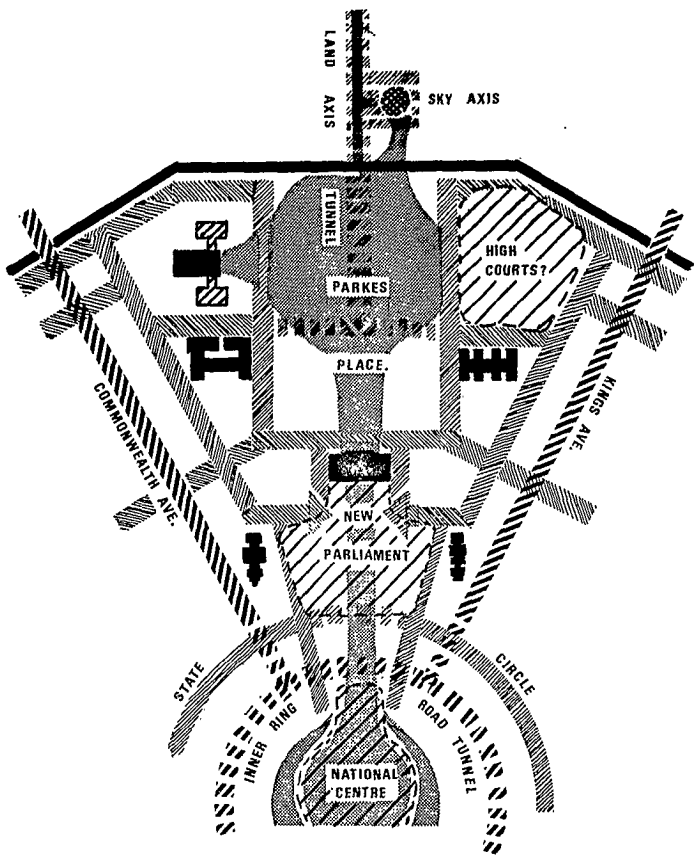 LAND AXIS
SKY AXIS
TUNNEL
HIGH
COURTS?
PARKES
PLACE.
COMMONWEALTH AVE.
KINGS AVE.
NEW
PARLIAMENT
STATE
CIRCLE
INNER RING
ROAD TUNNEL
NATIONAL
CENTRE